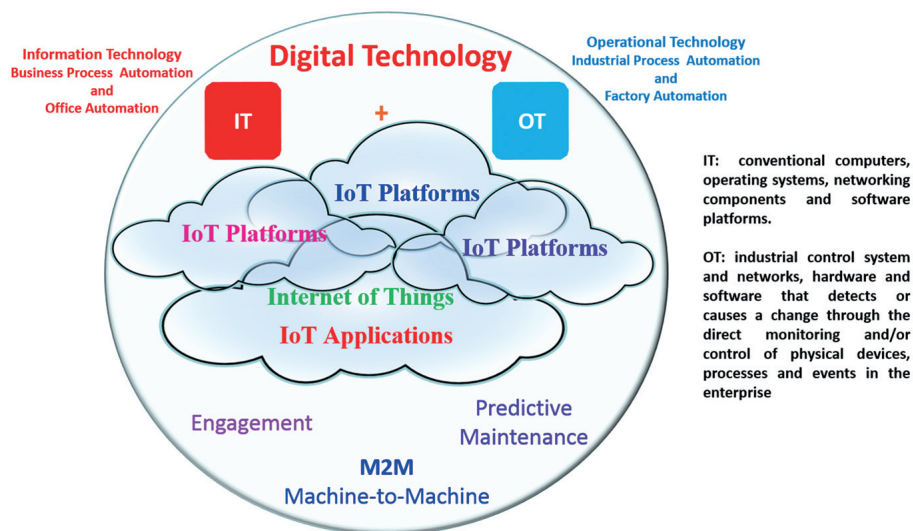 Digital Technology
Information Technology
Business Process Automation
and
Office Automation
Operational Technology
Industrial Process Automation
and
Factory Automation
IT
+
OT
IoT Platforms
IoT Platforms
IoT Platforms
Internet of Things
IoT Applications
Engagement
Predictive
Maintenance
M2M
Machine-to-Machine
IT: conventional computers,
operating systems, networking
components and software
platforms.
OT: industrial control system
and networks, hardware and
software that detects or
causes a change through the
direct monitoring and/or
control of physical devices,
processes and events in the
enterprise